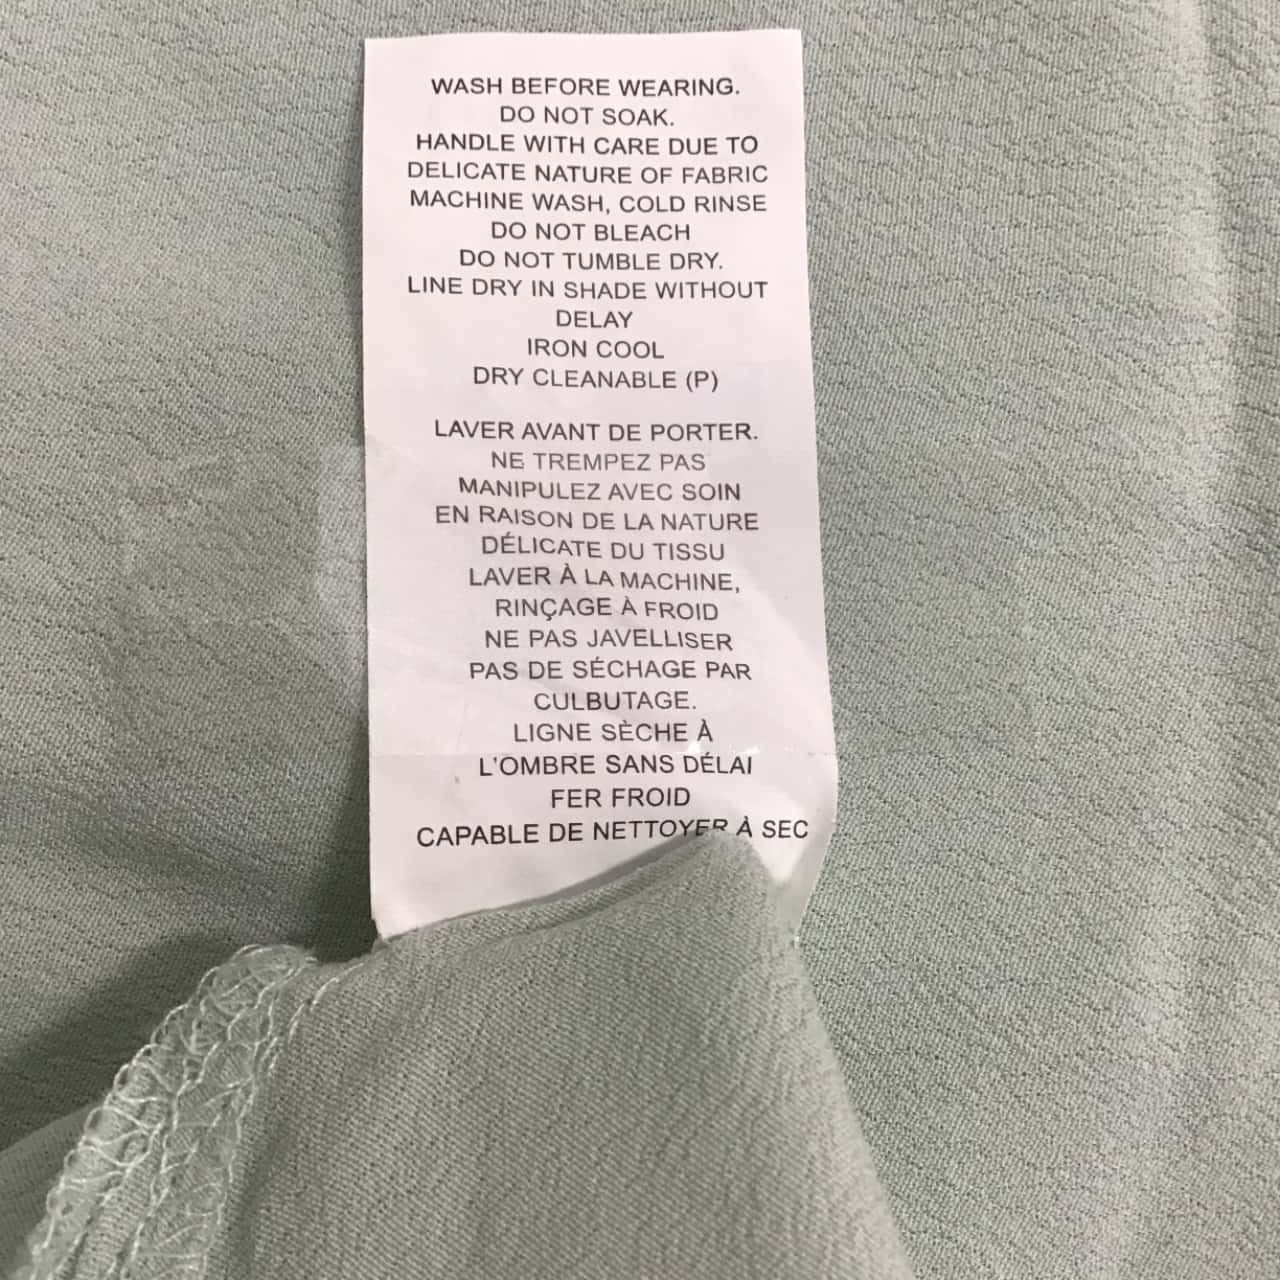 WASH BEFORE WEARING.
DO NOT SOAK.
HANDLE WITH CARE DUE TO
DELICATE NATURE OF FABRIC
MACHINE WASH, COLD RINSE
DO NOT BLEACH
DO NOT TUMBLE DRY.
LINE DRY IN SHADE WITHOUT
DELAY
IRON COOL
DRY CLEANABLE (P)
LAVER AVANT DE PORTER.
NE TREMPEZ PAS
MANIPULEZ AVEC SOIN
EN RAISON DE LA NATURE
DÉLICATE DU TISSU
LAVER À LA MACHINE,
RINÇAGE À FROID
NE PAS JAVELLISER
PAS DE SÉCHAGE PAR
CULBUTAGE.
LIGNE SÈCHE À
L'OMBRE SANS DÉLAI
FER FROID
CAPABLE DE NETTOYER À SEC